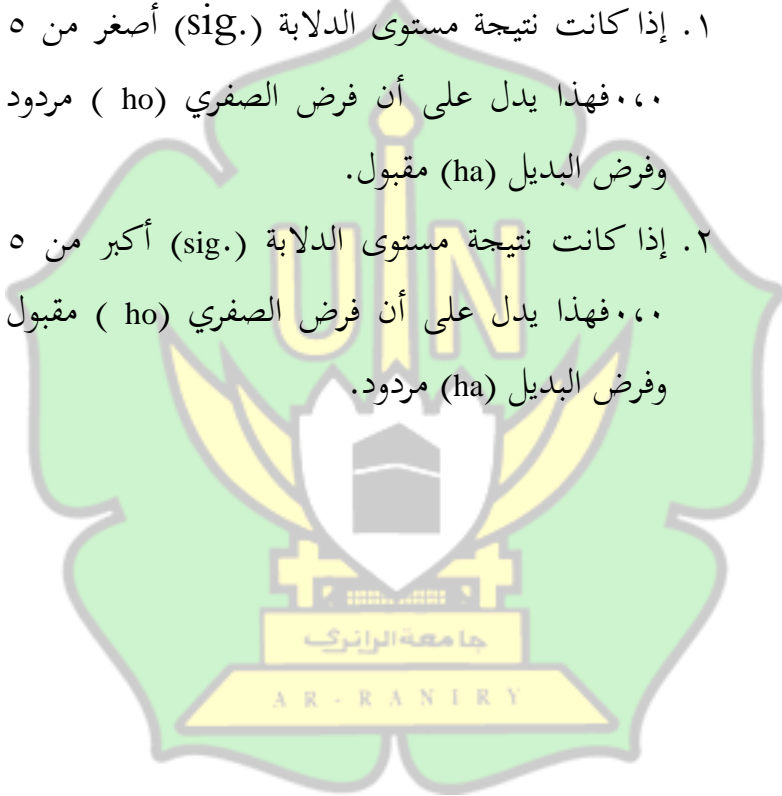 ١. إذا كانت نتيجة مستوى الدلابة (sig.) أصغر من ٥
٠،٠فهذا يدل على أن فرض الصفري (ho ) مردود
وفرض البديل (ha) مقبول.
٢. إذا كانت نتيجة مستوى الدلابة (sig.) أكبر من ٥
٠،٠فهذا يدل على أن فرض الصفري (ho ) مقبول
وفرض البديل (ha) مردود.
UIN
جامعة الرانري
AR-RANIRY